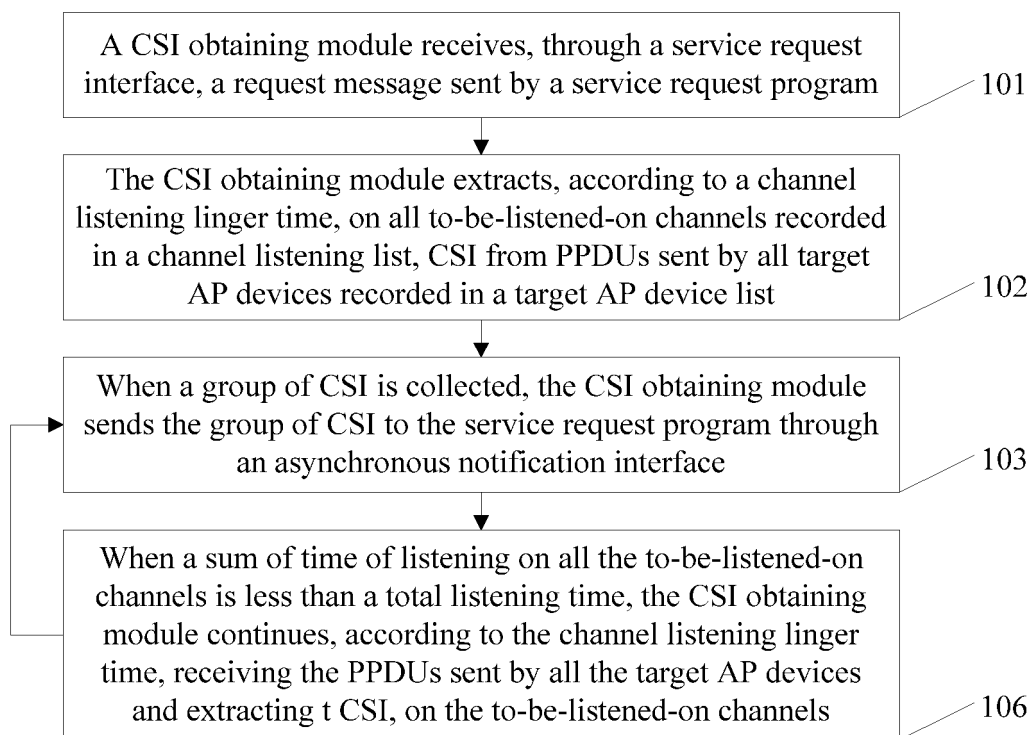 A CSI obtaining module receives, through a service request
interface, a request message sent by a service request program
101
The CSI obtaining module extracts, according to a channel
listening linger time, on all to-be-listened-on channels recorded
in a channel listening list, CSI from PPDUs sent by all target
AP devices recorded in a target AP device list
102
When a group of CSI is collected, the CSI obtaining module
sends the group of CSI to the service request program through
an asynchronous notification interface
103
When a sum of time of listening on all the to-be-listened-on
channels is less than a total listening time, the CSI obtaining
module continues, according to the channel listening linger
time, receiving the PPDUs sent by all the target AP devices
and extracting t CSI, on the to-be-listened-on channels
106